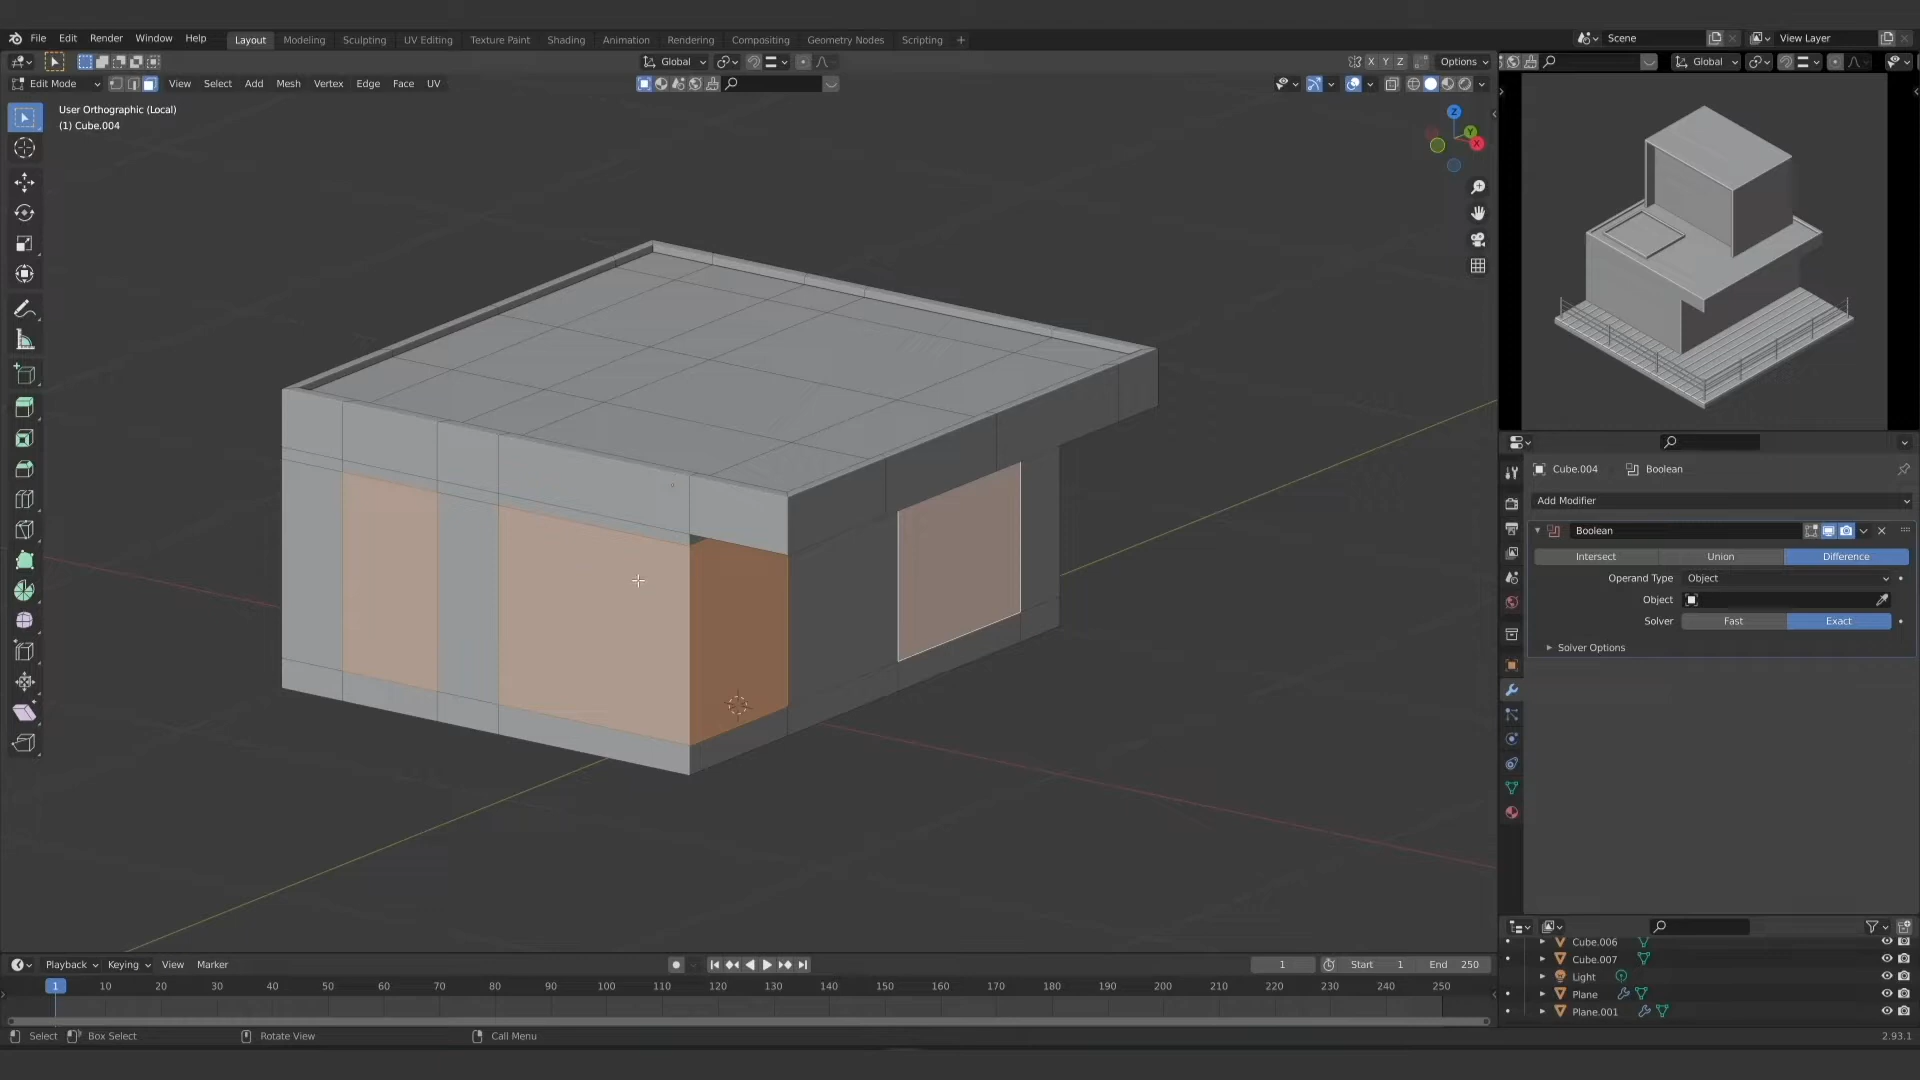 File Edit Render Window Help Layout Modeling Sculpting UV Editing Texture Paint Shading Animation Rendering Compositing Geometry Nodes Scripting + Scene View Layer
Global X Y Z Options Global
Edit Mode View Select Add Mesh Vertex Edge Face UV
User Orthographic (Local)
(1) Cube.004
Z
Y
X
Cube.004 Boolean
Add Modifier
Boolean
Intersect Union Difference
Operand Type Object
Object
Solver Fast Exact
Solver Options
Cube.006
Cube.007
Light
Plane
Plane.001
Playback Keying View Marker 1 Start 1 End 250
1 10 20 30 40 50 60 70 80 90 100 110 120 130 140 150 160 170 180 190 200 210 220 230 240 250
Select Box Select Rotate View Call Menu 2.93.1